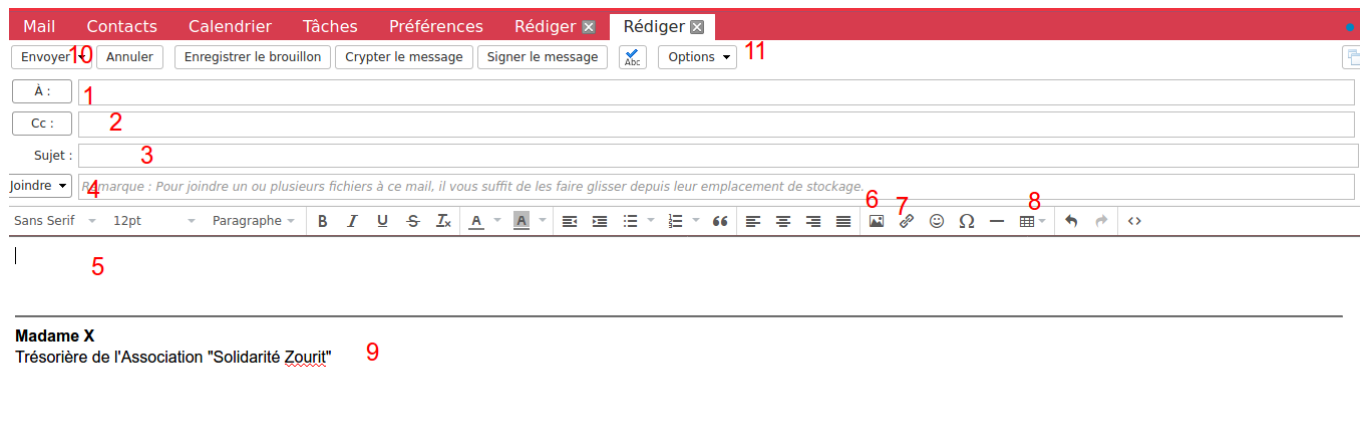 Mail Contacts Calendrier Tâches Préférences Rédiger Rédiger
Envoyer 10 Annuler Enregistrer le brouillon Crypter le message Signer le message Abc Options 11
À : 1
Cc : 2
Sujet : 3
Joindre 4 Remarque : Pour joindre un ou plusieurs fichiers à ce mail, il vous suffit de les faire glisser depuis leur emplacement de stockage.
6 7 8
Sans Serif 12pt Paragraphe B I U S Ix A A Ω <>
5
Madame X
Trésorière de l'Association "Solidarité Zourit" 9